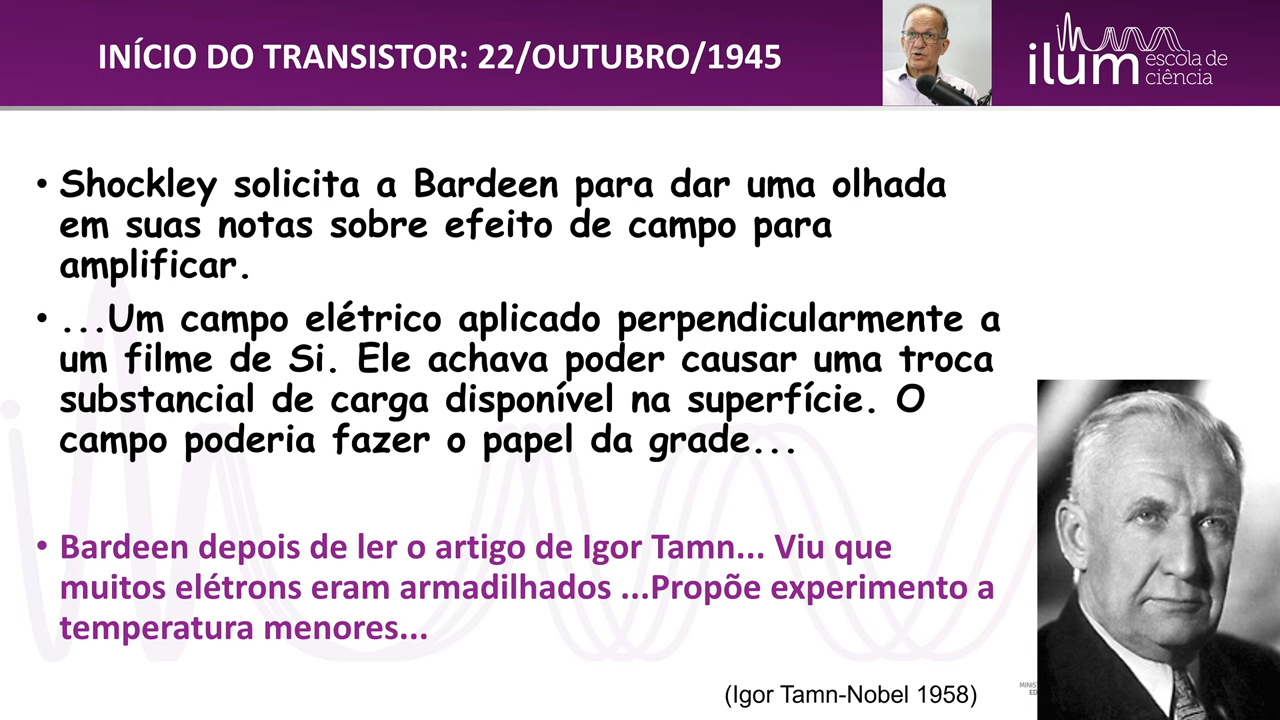 INÍCIO DO TRANSISTOR: 22/OUTUBRO/1945
ilum escola de
ciência
• Shockley solicita a Bardeen para dar uma olhada
em suas notas sobre efeito de campo para
amplificar.
• ...Um campo elétrico aplicado perpendicularmente a
um filme de Si. Ele achava poder causar uma troca
substancial de carga disponível na superfície. O
campo poderia fazer o papel da grade...
• Bardeen depois de ler o artigo de Igor Tamn... Viu que
muitos elétrons eram armadilhados ...Propõe experimento a
temperatura menores...
(Igor Tamn-Nobel 1958)
MINIS
ED